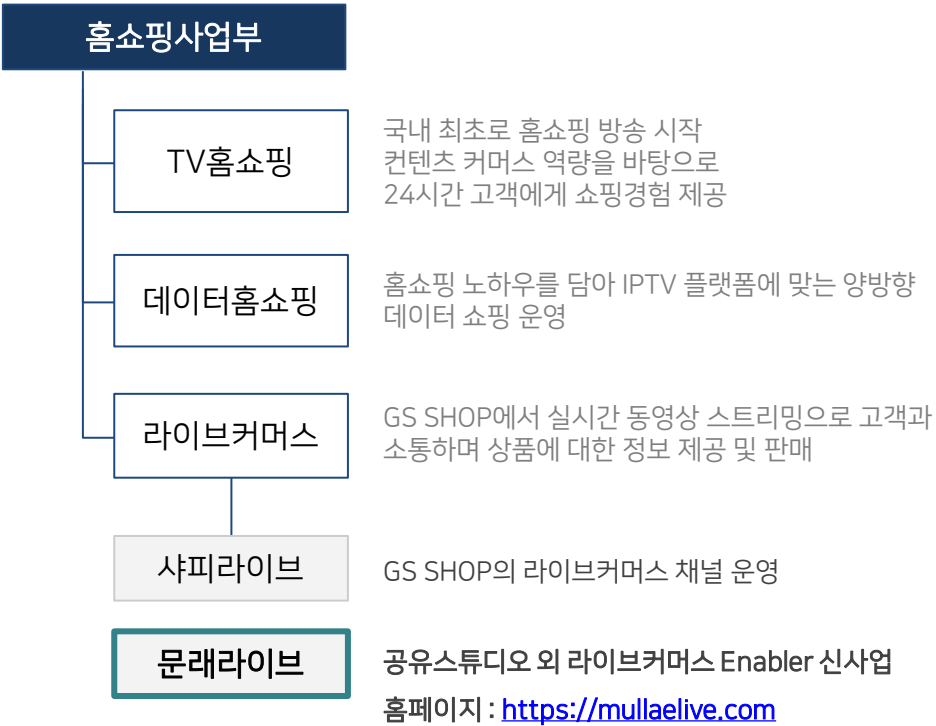 홈쇼핑사업부
TV홈쇼핑
국내 최초로 홈쇼핑 방송 시작
컨텐츠 커머스 역량을 바탕으로
24시간 고객에게 쇼핑경험 제공
데이터홈쇼핑
홈쇼핑 노하우를 담아 IPTV 플랫폼에 맞는 양방향
데이터 쇼핑 운영
라이브커머스
GS SHOP에서 실시간 동영상 스트리밍으로 고객과
소통하며 상품에 대한 정보 제공 및 판매
샤피라이브
GS SHOP의 라이브커머스 채널 운영
문래라이브
공유스튜디오 외 라이브커머스 Enabler 신사업
홈페이지 : https://mullaelive.com